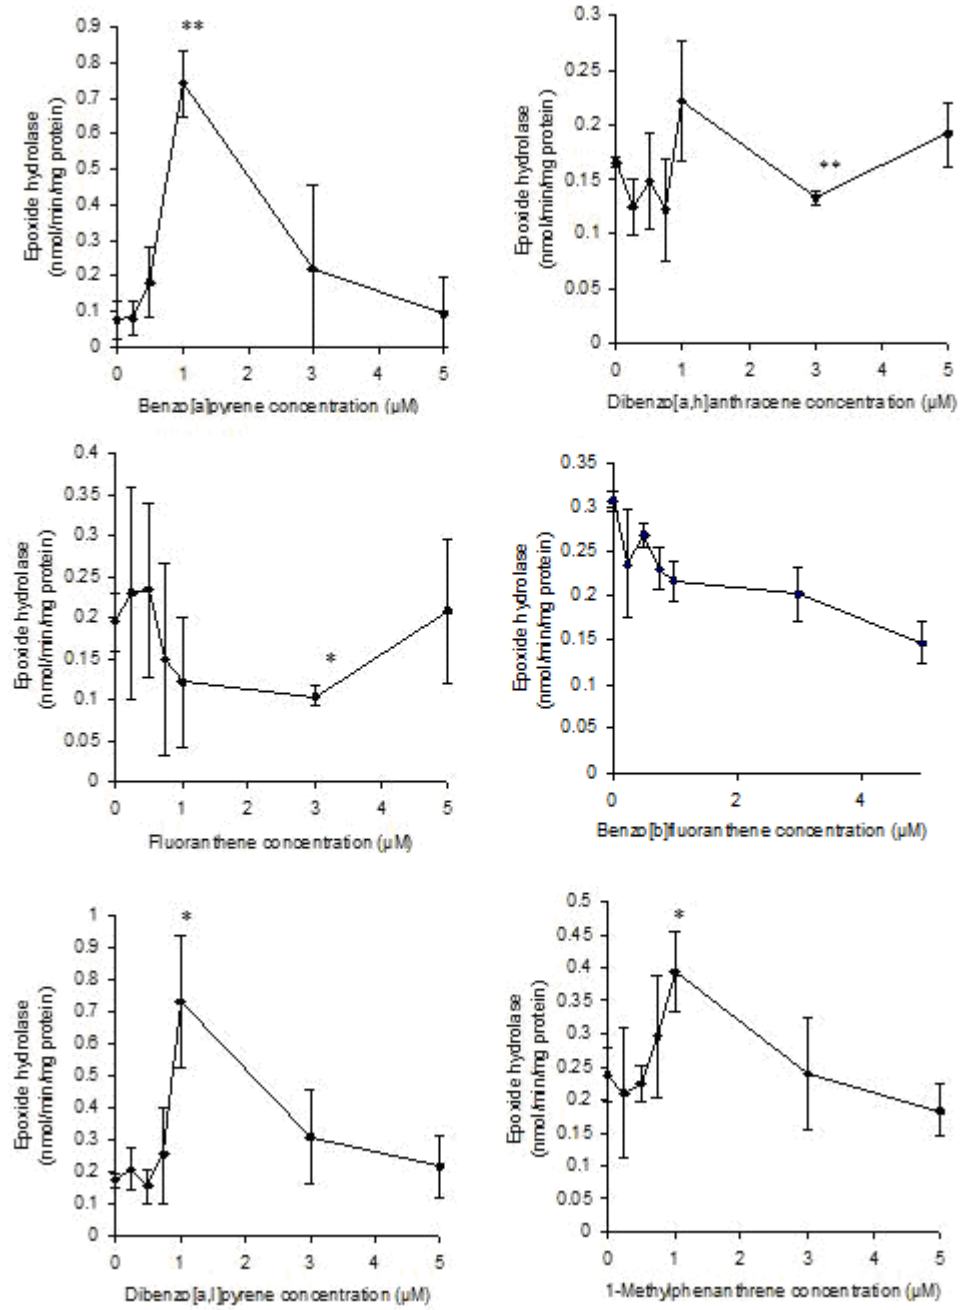 **
0.9
0.8
0.7
0.6
0.5
0.4
0.3
0.2
0.1
0
Epoxide hydrolase
(nmol/min/mg protein)
0 1 2 3 4 5
Benzo[a]pyrene concentration (µM)
0.3
0.25
0.2
0.15
0.1
0.05
0
**
Epoxide hydrolase
(nmol/min/mg protein)
0 1 2 3 4 5
Dibenzo[a,h]anthracene concentration (µM)
0.4
0.35
0.3
0.25
0.2
0.15
0.1
0.05
0
*
Epoxide hydrolase
(nmol/min/mg protein)
0 1 2 3 4 5
Fluoranthene concentration (µM)
0.35
0.3
0.25
0.2
0.15
0.1
0.05
0
Epoxide hydrolase
(nmol/min/mg protein)
0 2 4
Benzo[b]fluoranthene concentration (µM)
*
1
0.9
0.8
0.7
0.6
0.5
0.4
0.3
0.2
0.1
0
Epoxide hydrolase
(nmol/min/mg protein)
0 1 2 3 4 5
Dibenzo[a,l]pyrene concentration (µM)
*
0.5
0.45
0.4
0.35
0.3
0.25
0.2
0.15
0.1
0.05
0
Epoxide hydrolase
(nmol/min/mg protein)
0 1 2 3 4 5
1-Methylphenanthrene concentration (µM)